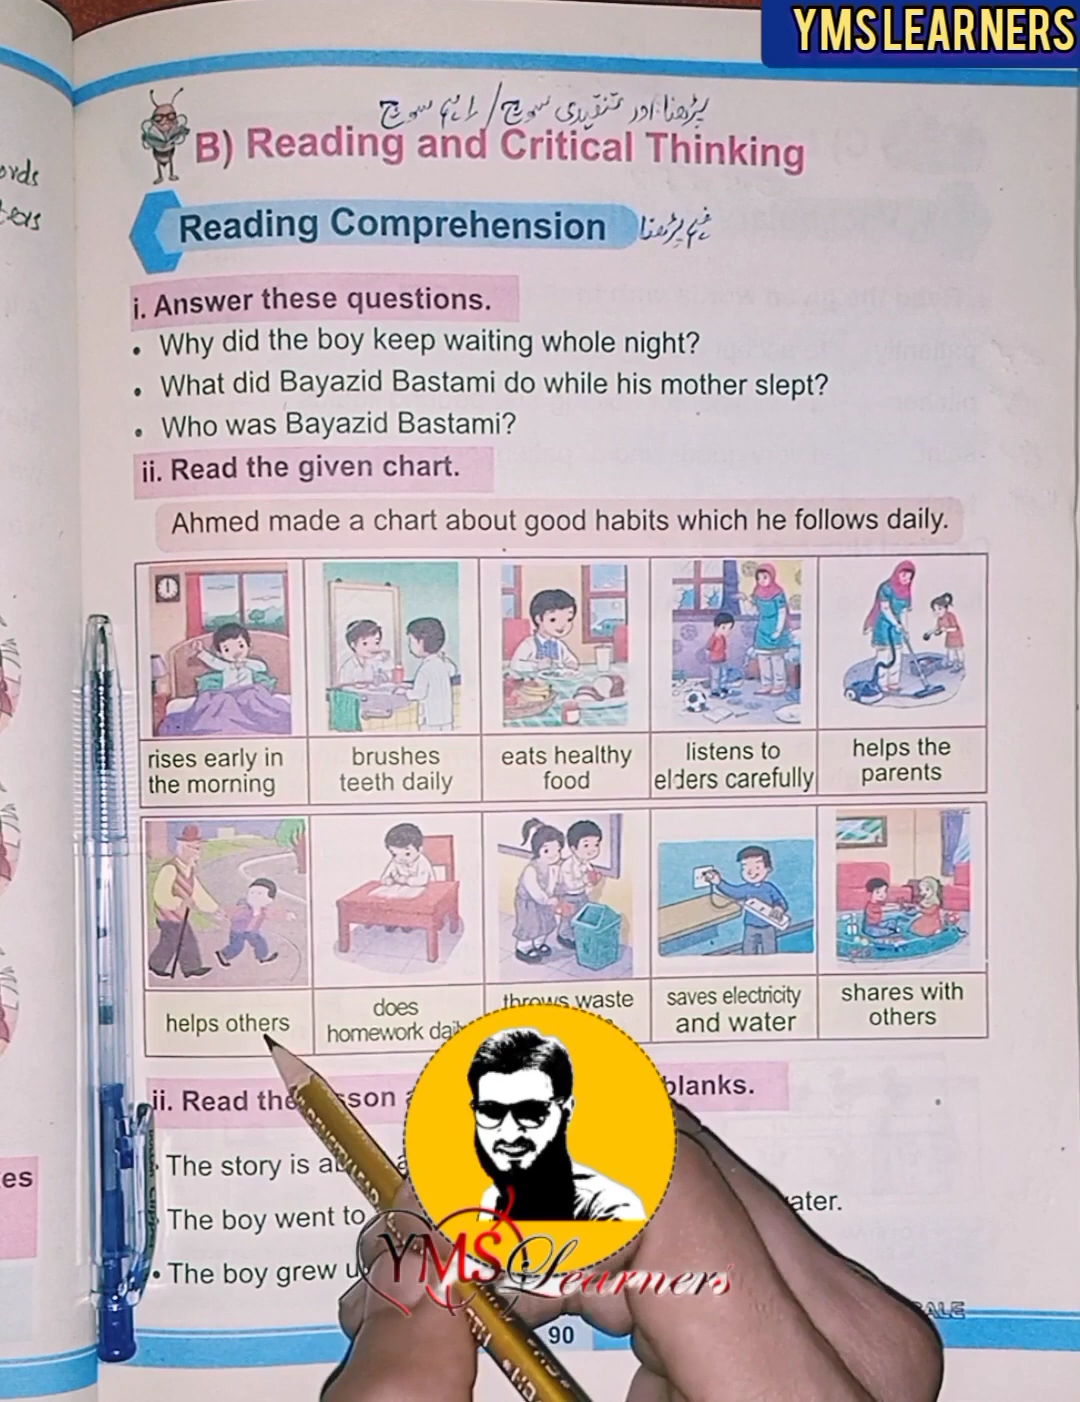 YMS LEARNERS
پڑھنا اور تنقیدی سوچ / اہم سوچ
B) Reading and Critical Thinking
ords
Reading Comprehension
i. Answer these questions.
• Why did the boy keep waiting whole night?
• What did Bayazid Bastami do while his mother slept?
• Who was Bayazid Bastami?
ii. Read the given chart.
Ahmed made a chart about good habits which he follows daily.
rises early in
the morning
brushes
teeth daily
eats healthy
food
listens to
elders carefully
helps the
parents
helps others
does
homework
throws waste
saves electricity
and water
shares with
others
ii. Read the blanks.
The story is
The boy went to ater.
• The boy grew
es
YMS Learners
90